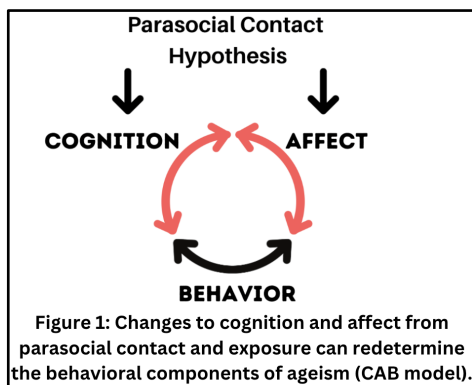 Parasocial Contact
Hypothesis
COGNITION AFFECT
BEHAVIOR
Figure 1: Changes to cognition and affect from
parasocial contact and exposure can redetermine
the behavioral components of ageism (CAB model).